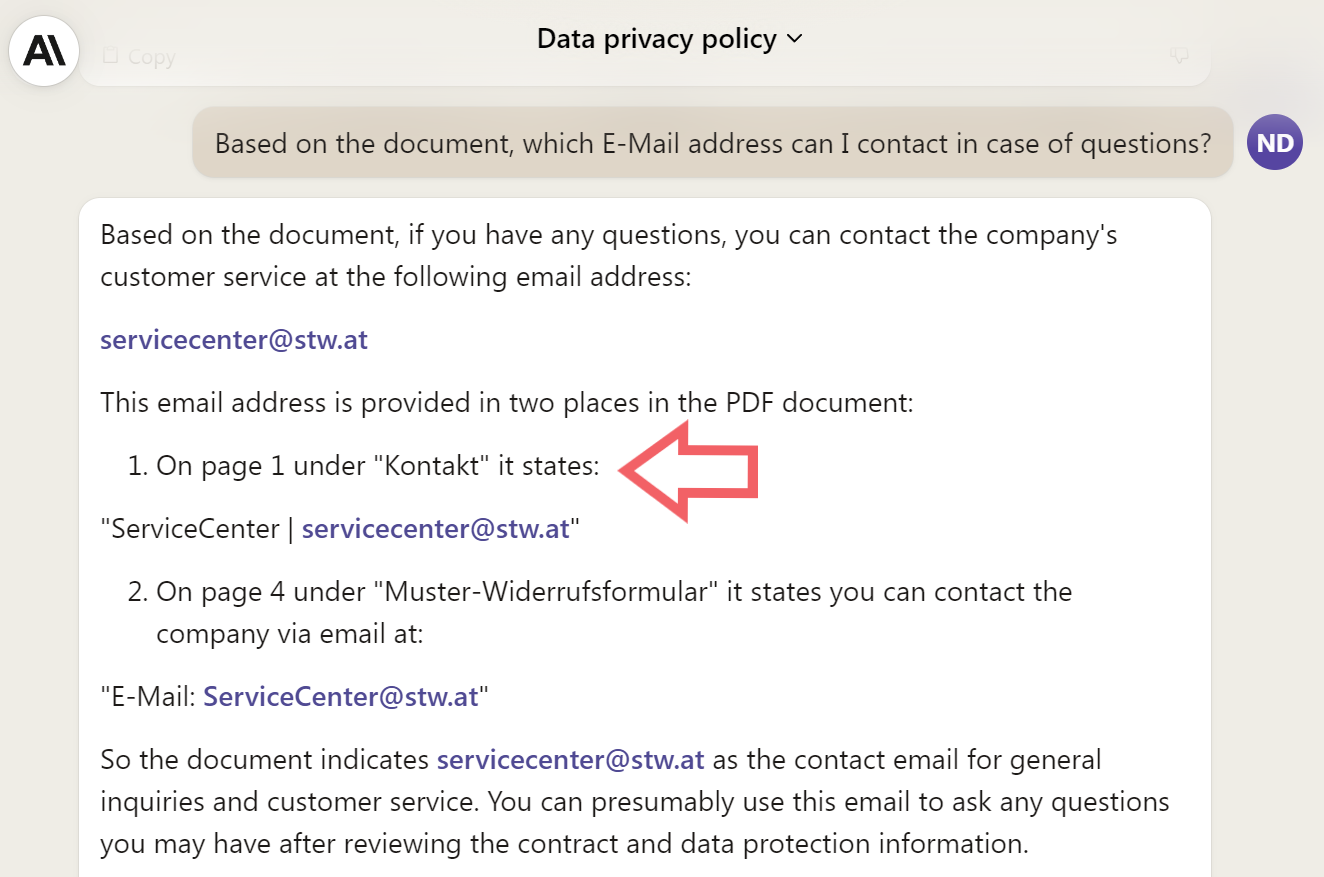 Data privacy policy
Copy
Based on the document, which E-Mail address can I contact in case of questions?
ND
Based on the document, if you have any questions, you can contact the company's
customer service at the following email address:
servicecenter@stw.at
This email address is provided in two places in the PDF document:
1. On page 1 under "Kontakt" it states:
"ServiceCenter | servicecenter@stw.at"
2. On page 4 under "Muster-Widerrufsformular" it states you can contact the
company via email at:
"E-Mail: ServiceCenter@stw.at"
So the document indicates servicecenter@stw.at as the contact email for general
inquiries and customer service. You can presumably use this email to ask any questions
you may have after reviewing the contract and data protection information.